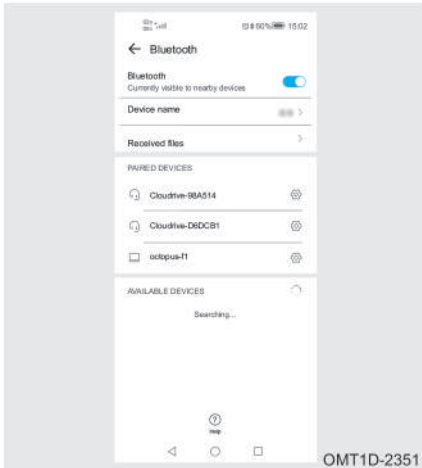 60% 15:02
Bluetooth
Bluetooth
Currently visible to nearby devices
Device name
Received files
PAIRED DEVICES
Cloudrive-98A514
Cloudrive-D6DCB1
octopus-f1
AVAILABLE DEVICES
Searching...
Help
OMT1D-2351